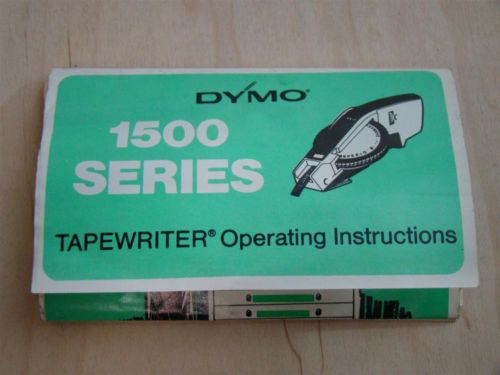 DYMO®
1500
SERIES
TAPEWRITER® Operating Instructions